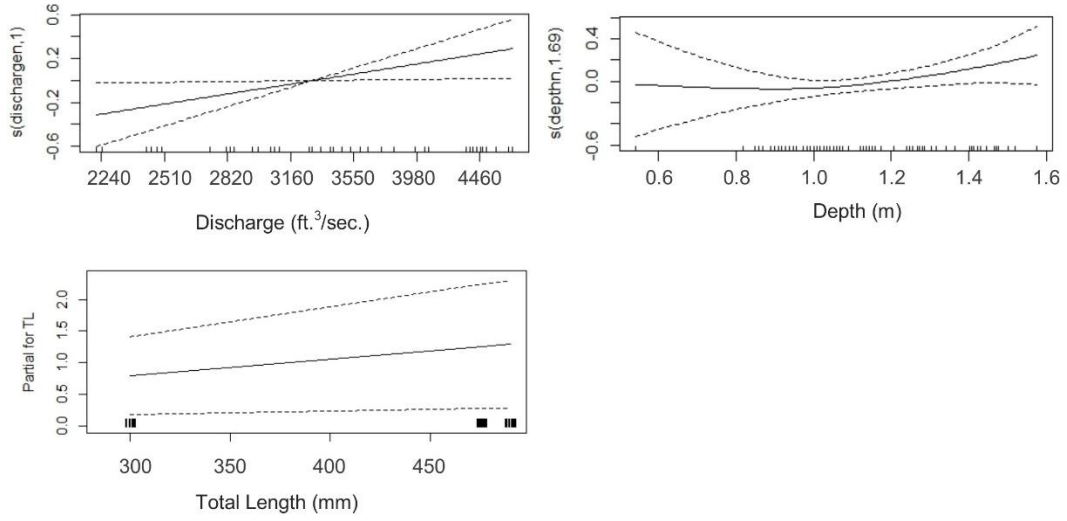 s(dischargen,1)
0.6
0.2
-0.2
-0.6
2240 2510 2820 3160 3550 3980 4460
Discharge (ft.³/sec.)
s(depthn,1.69)
0.4
0.0
-0.6
0.6 0.8 1.0 1.2 1.4 1.6
Depth (m)
Partial for TL
2.0
1.5
1.0
0.5
0.0
300 350 400 450
Total Length (mm)